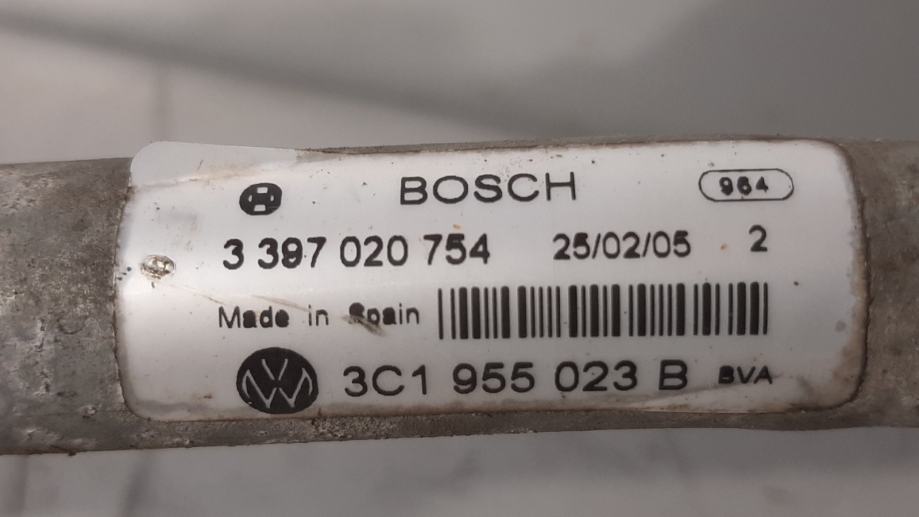 BOSCH 964
3 397 020 754 25/02/05 2
Made in Spain
3C1 955 023 B BVA